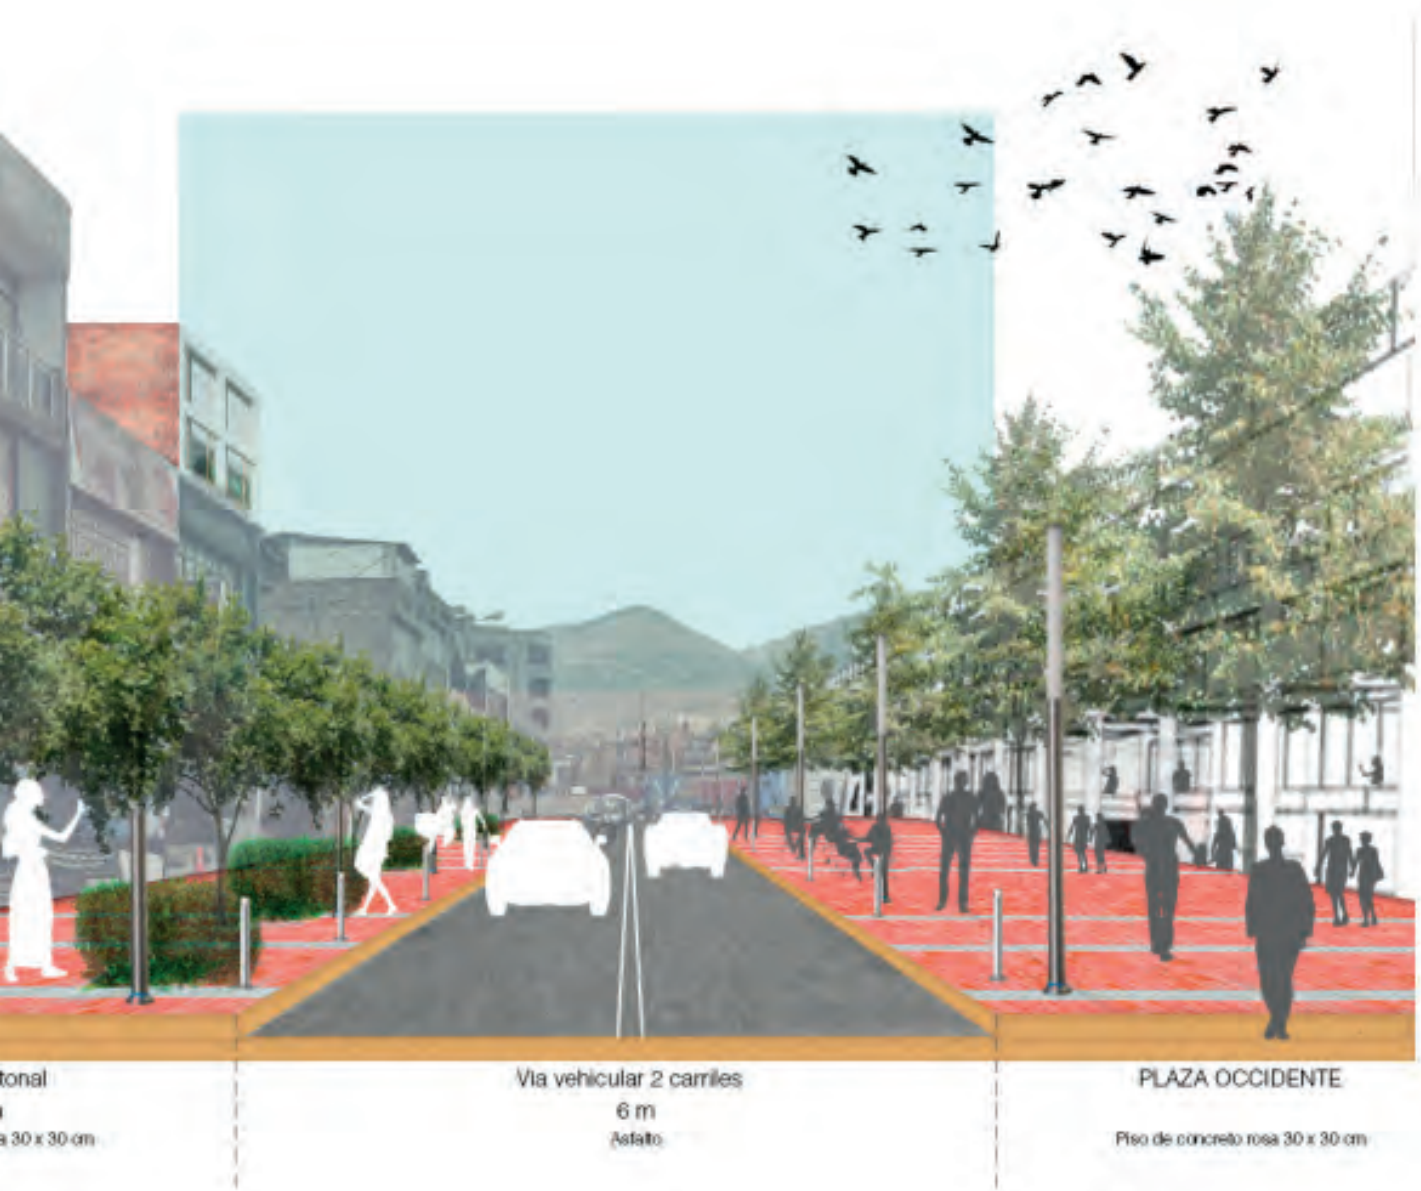 tonal
a 30 x 30 cm
Via vehicular 2 carriles
6 m
Asfalto
PLAZA OCCIDENTE
Piso de concreto rosa 30 x 30 cm